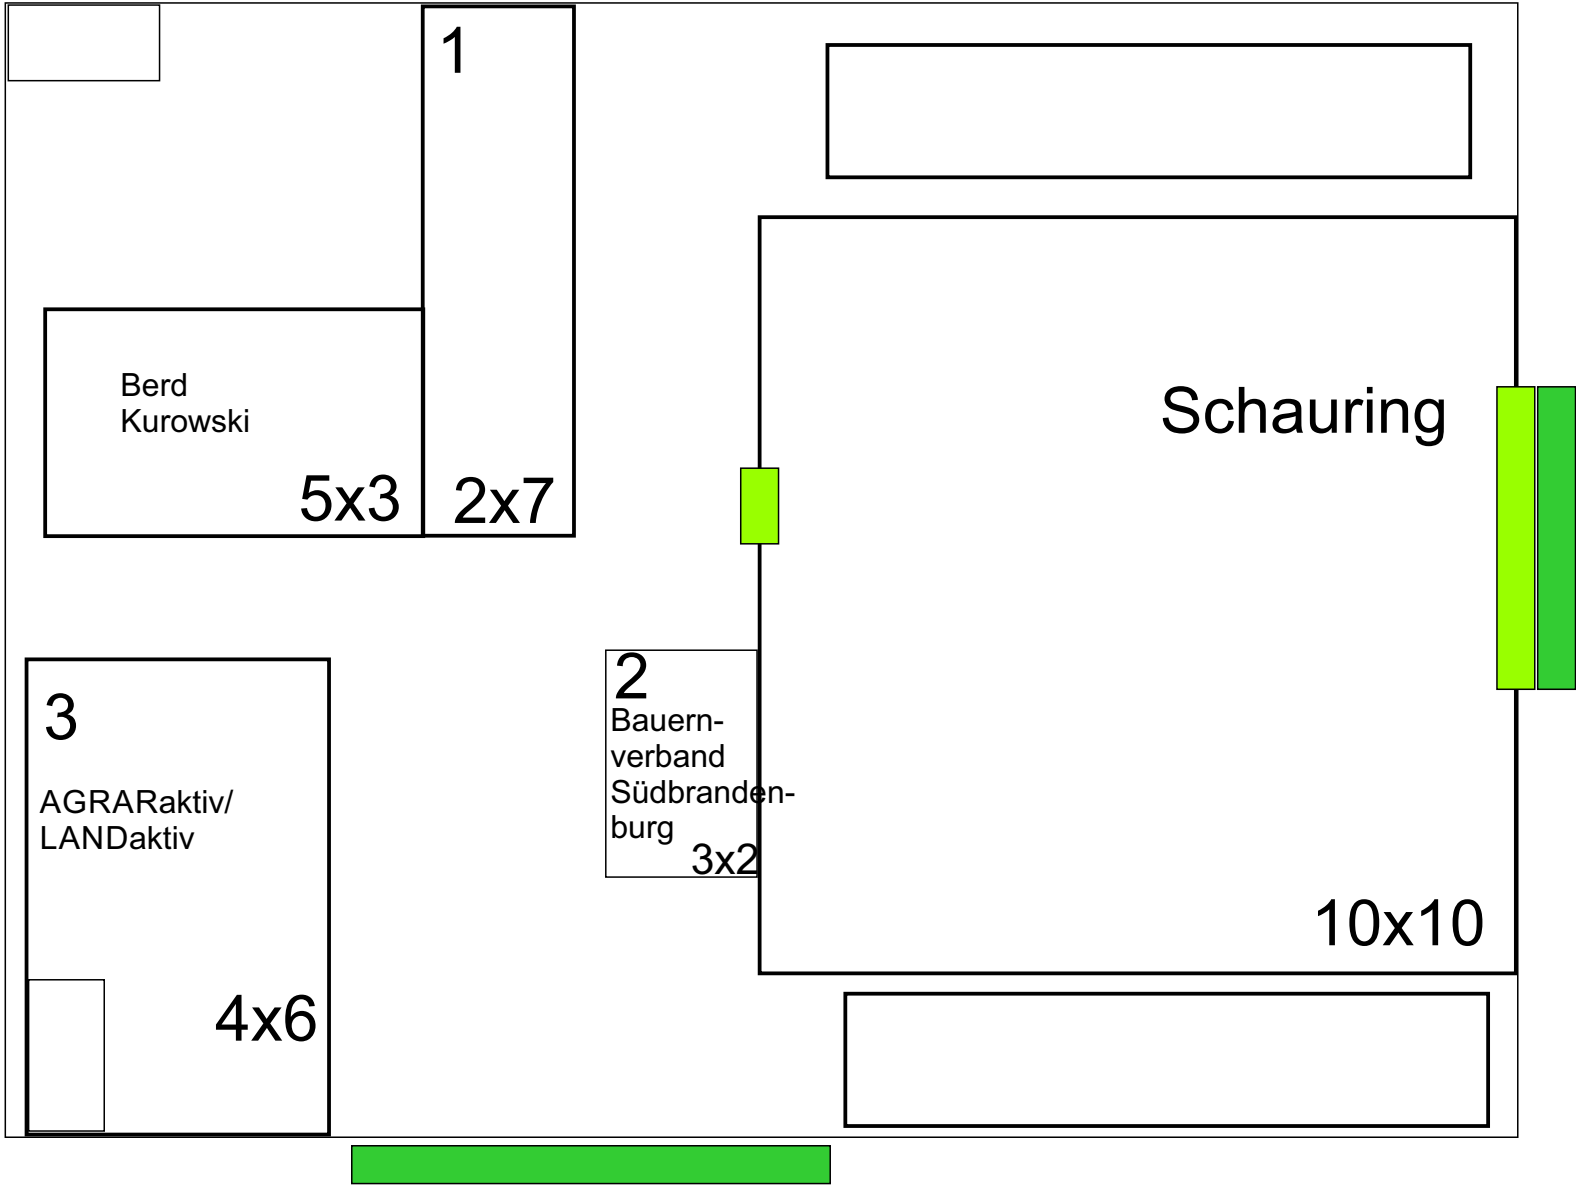 1
Berd
Kurowski
5x3
2x7
Schauring
10x10
2
Bauern-
verband
Südbranden-
burg
3x2
3
AGRARaktiv/
LANDaktiv
4x6